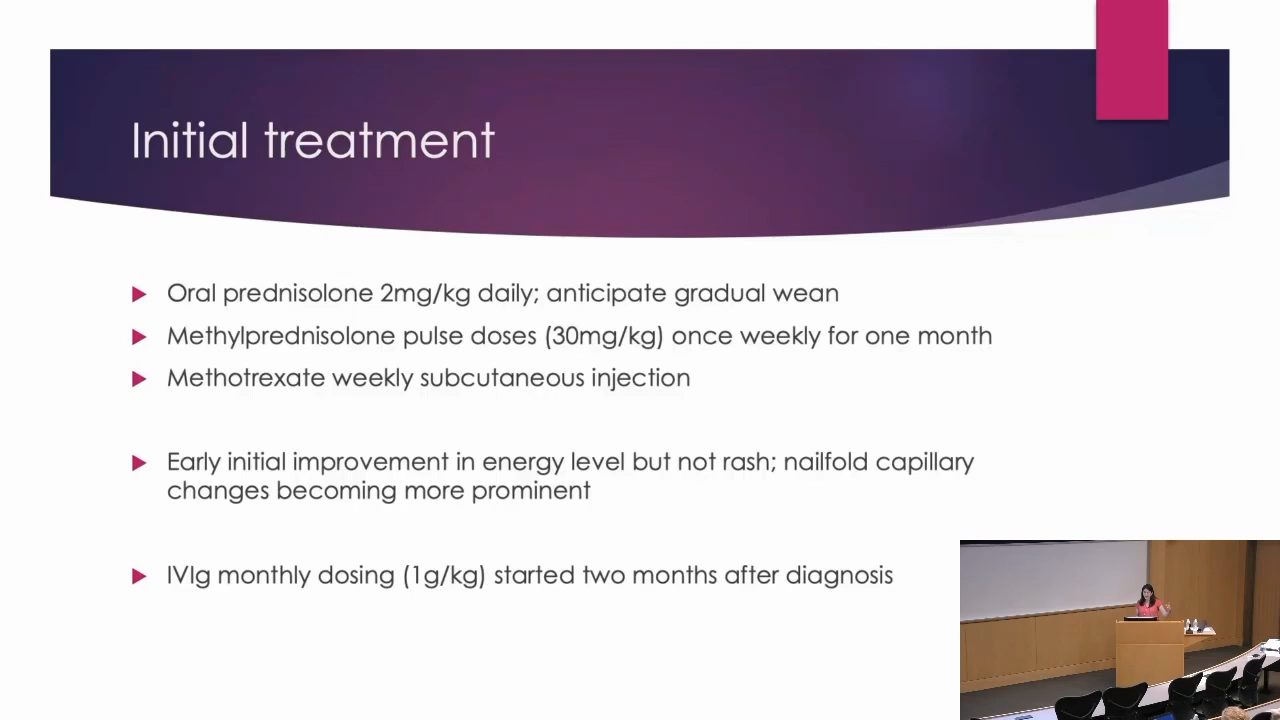 Initial treatment
Oral prednisolone 2mg/kg daily; anticipate gradual wean
Methylprednisolone pulse doses (30mg/kg) once weekly for one month
Methotrexate weekly subcutaneous injection
Early initial improvement in energy level but not rash; nailfold capillary
changes becoming more prominent
IVIg monthly dosing (1g/kg) started two months after diagnosis